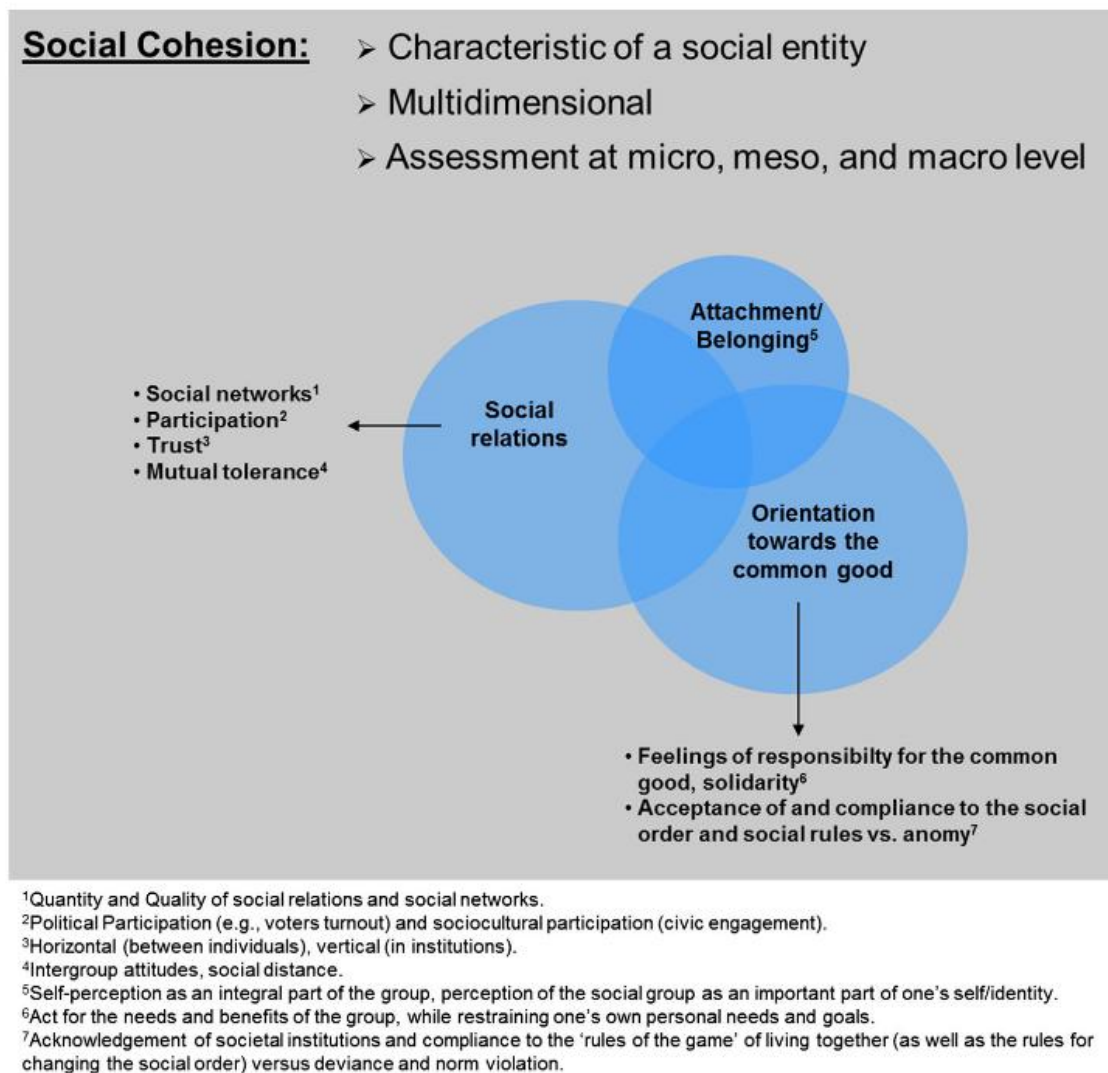 Social Cohesion:
➢ Characteristic of a social entity
➢ Multidimensional
➢ Assessment at micro, meso, and macro level
Attachment/
Belonging⁵
• Social networks¹
• Participation²
• Trust³
• Mutual tolerance⁴
Social
relations
Orientation
towards the
common good
• Feelings of responsibilty for the common
good, solidarity⁶
• Acceptance of and compliance to the social
order and social rules vs. anomy⁷
¹Quantity and Quality of social relations and social networks.
²Political Participation (e.g., voters turnout) and sociocultural participation (civic engagement).
³Horizontal (between individuals), vertical (in institutions).
⁴Intergroup attitudes, social distance.
⁵Self-perception as an integral part of the group, perception of the social group as an important part of one's self/identity.
⁶Act for the needs and benefits of the group, while restraining one's own personal needs and goals.
⁷Acknowledgement of societal institutions and compliance to the ‘rules of the game’ of living together (as well as the rules for
changing the social order) versus deviance and norm violation.